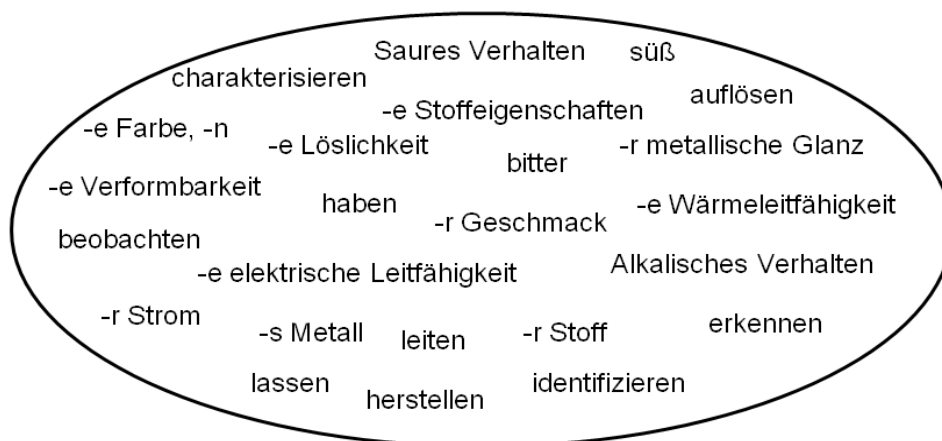 Saures Verhalten
süß
charakterisieren
auflösen
-e Stoffeigenschaften
-e Farbe, -n
-e Löslichkeit
-r metallische Glanz
bitter
-e Verformbarkeit
haben
-e Wärmeleitfähigkeit
-r Geschmack
beobachten
-e elektrische Leitfähigkeit
Alkalisches Verhalten
-r Strom
-s Metall
leiten
-r Stoff
erkennen
lassen
herstellen
identifizieren